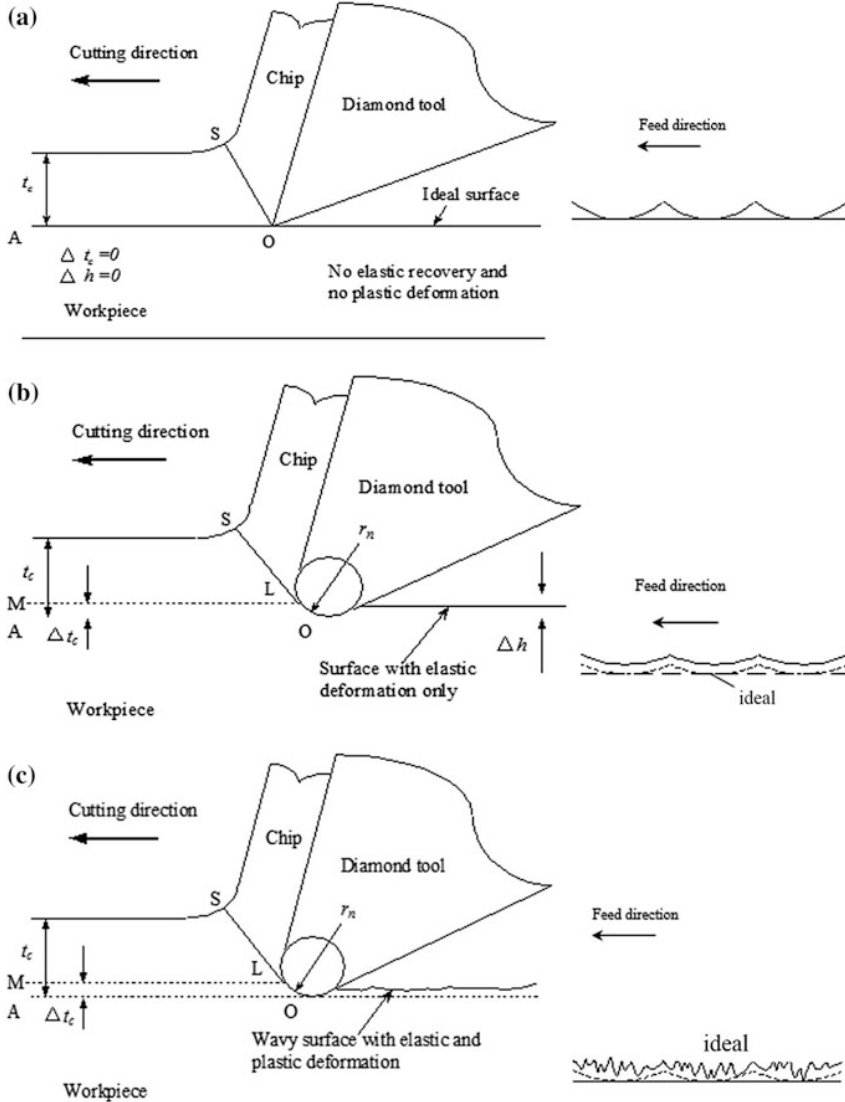 (a)
Cutting direction
Chip
Diamond tool
Feed direction
S
t_c
Ideal surface
A
O
△ t_c =0
△ h =0
No elastic recovery and
no plastic deformation
Workpiece
(b)
Cutting direction
Chip
Diamond tool
S
r_n
t_c
L
M
Feed direction
A
△ t_c
O
△ h
Surface with elastic
deformation only
ideal
Workpiece
(c)
Cutting direction
Chip
Diamond tool
S
r_n
Feed direction
t_c
L
M
A
△ t_c
O
Wavy surface with elastic and
plastic deformation
ideal
Workpiece